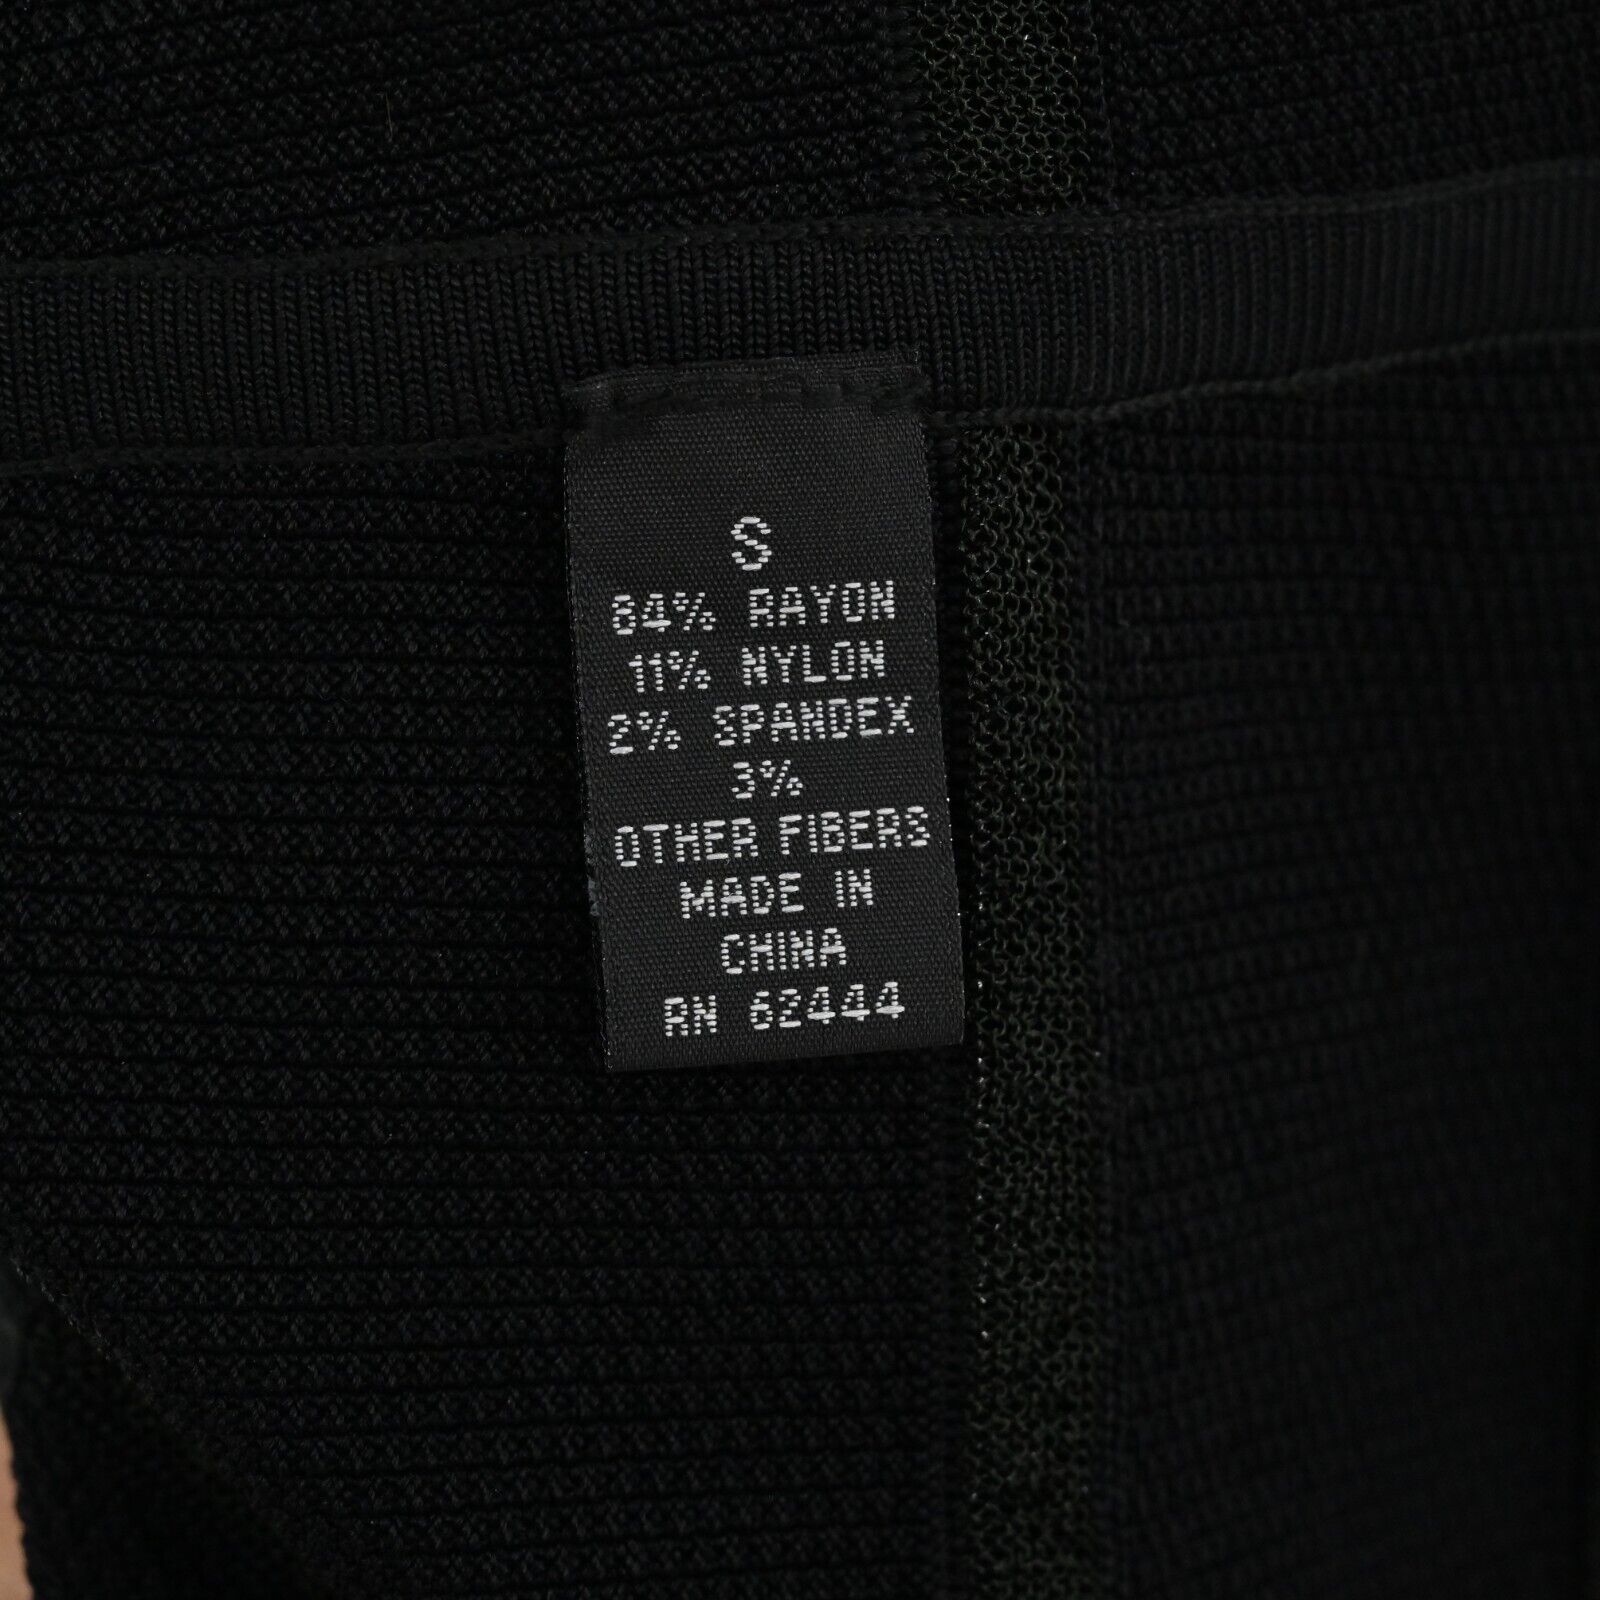 S
84% RAYON
11% NYLON
2% SPANDEX
3%
OTHER FIBERS
MADE IN
CHINA
RN 62444